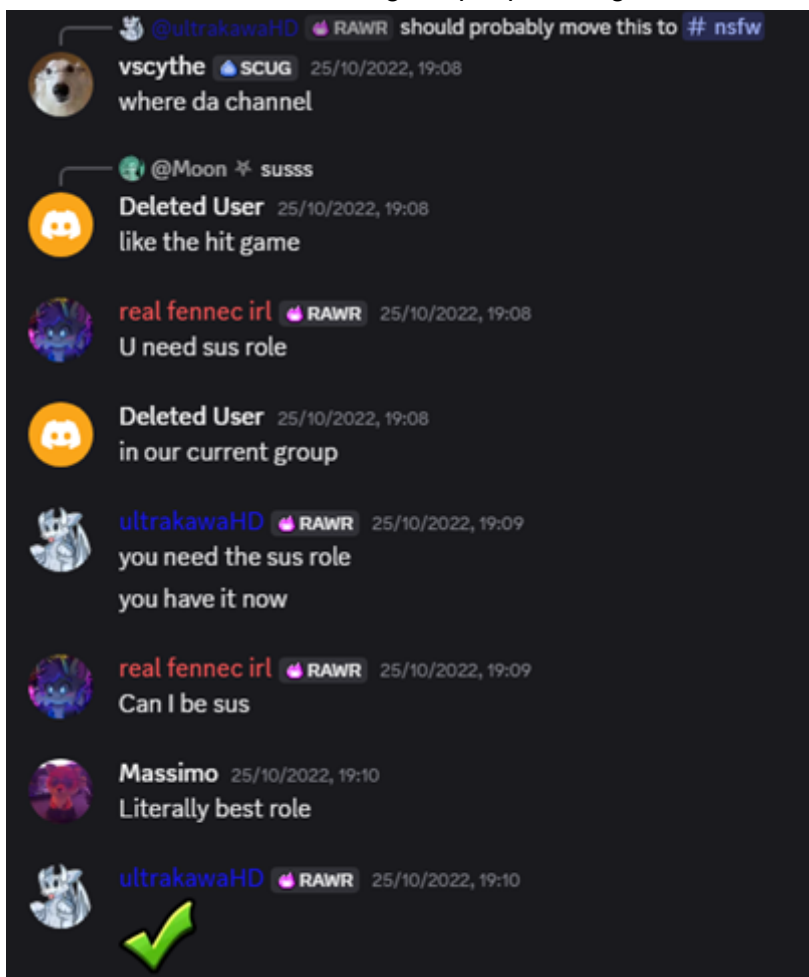 @ultrakawaHD RAWR should probably move this to # nsfw
vscythe SCUG 25/10/2022, 19:08
where da channel
@Moon ⛧ susss
Deleted User 25/10/2022, 19:08
like the hit game
real fennec irl RAWR 25/10/2022, 19:08
U need sus role
Deleted User 25/10/2022, 19:08
in our current group
ultrakawaHD RAWR 25/10/2022, 19:09
you need the sus role
you have it now
real fennec irl RAWR 25/10/2022, 19:09
Can I be sus
Massimo 25/10/2022, 19:10
Literally best role
ultrakawaHD RAWR 25/10/2022, 19:10